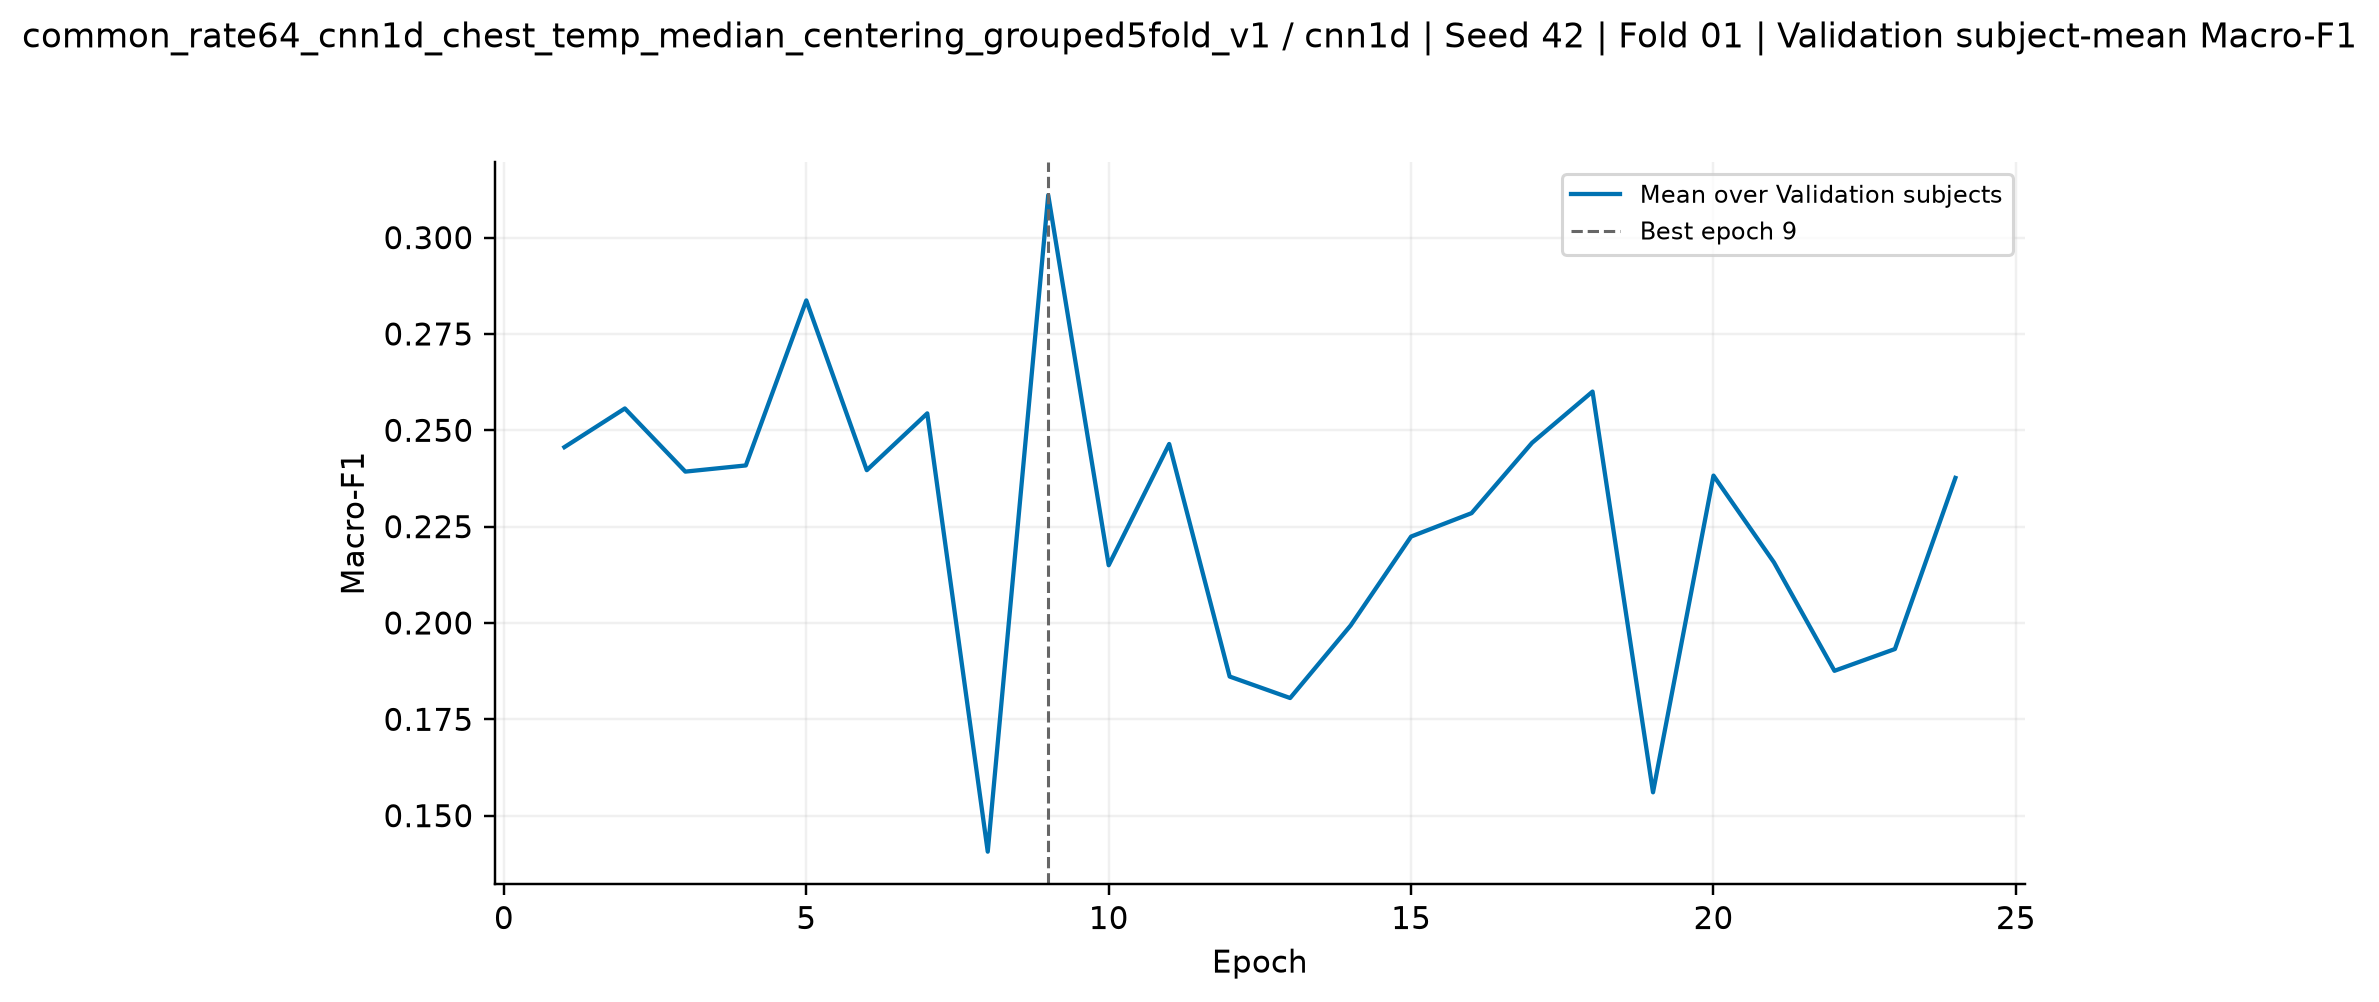 common_rate64_cnn1d_chest_temp_median_centering_grouped5fold_v1 / cnn1d | Seed 42 | Fold 01 | Validation subject-mean Macro-F1
Mean over Validation subjects
Best epoch 9
Macro-F1
0.300
0.275
0.250
0.225
0.200
0.175
0.150
0
5
10
15
20
25
Epoch